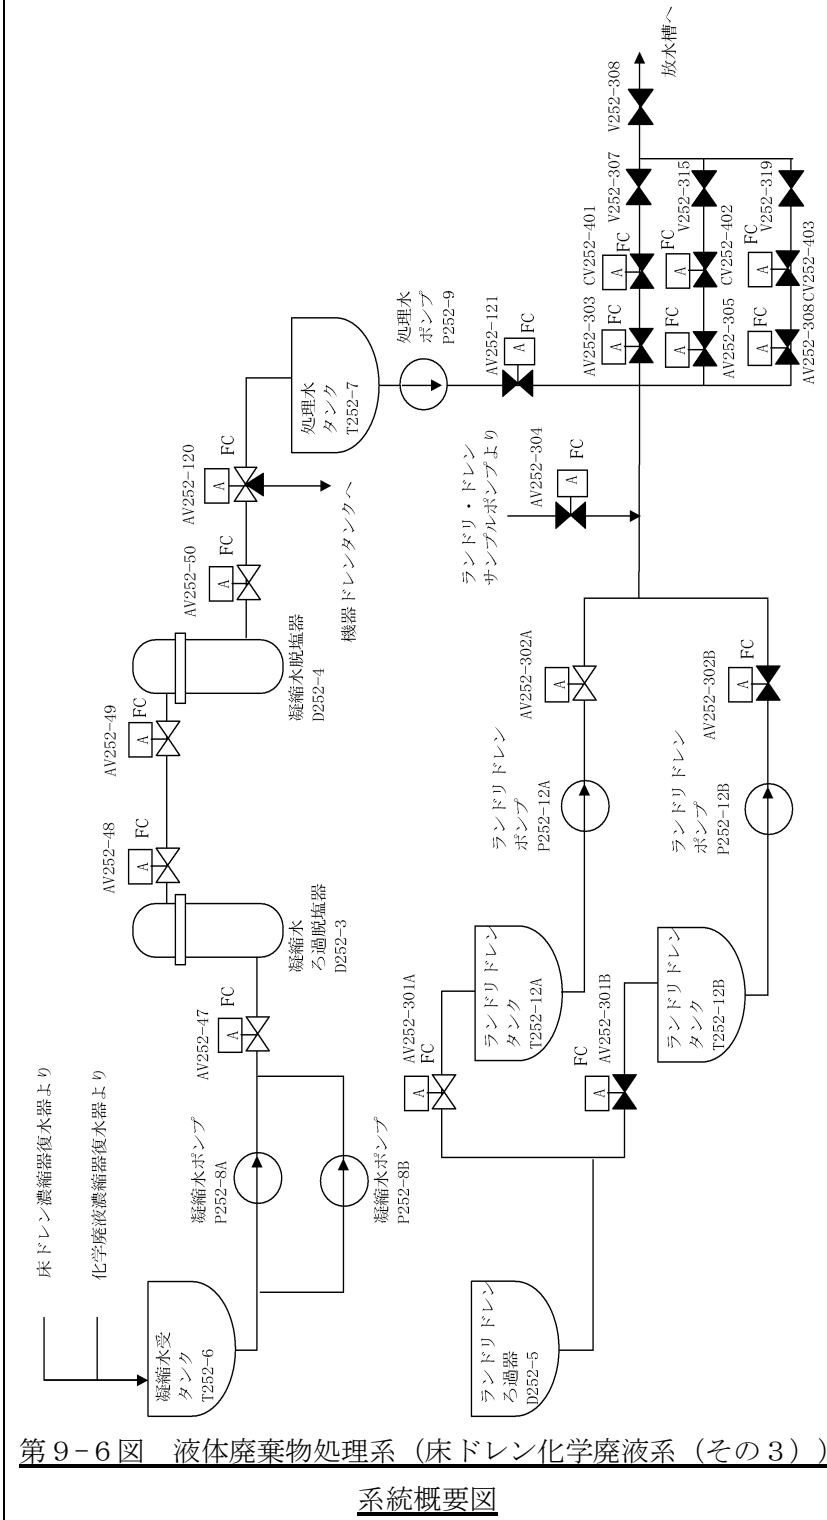 床ドレン濃縮器復水器より
化学廃液濃縮器復水器より
凝縮水受
タンク
T252-6
凝縮水ポンプ
P252-8A
凝縮水ポンプ
P252-8B
AV252-47
FC
A
凝縮水
ろ過脱塩器
D252-3
AV252-48
FC
A
AV252-49
FC
A
凝縮水脱塩器
D252-4
AV252-50
FC
A
AV252-120
FC
A
機器ドレンタンクへ
処理水
タンク
T252-7
処理水
ポンプ
P252-9
AV252-121
FC
A
ランドリドレン
ろ過器
D252-5
AV252-301A
FC
A
AV252-301B
FC
A
ランドリドレン
タンク
T252-12A
ランドリドレン
タンク
T252-12B
ランドリドレン
ポンプ
P252-12A
ランドリドレン
ポンプ
P252-12B
AV252-302A
A
AV252-302B
FC
A
ランドリ・ドレン
サンプルポンプより
AV252-304
FC
A
AV252-303
FC
A
CV252-401
FC
A
V252-307
V252-308
放水槽へ
AV252-305
FC
A
CV252-402
FC
A
V252-315
AV252-308
FC
A
CV252-403
FC
A
V252-319
第9-6図　液体廃棄物処理系（床ドレン化学廃液系（その3））
系統概要図